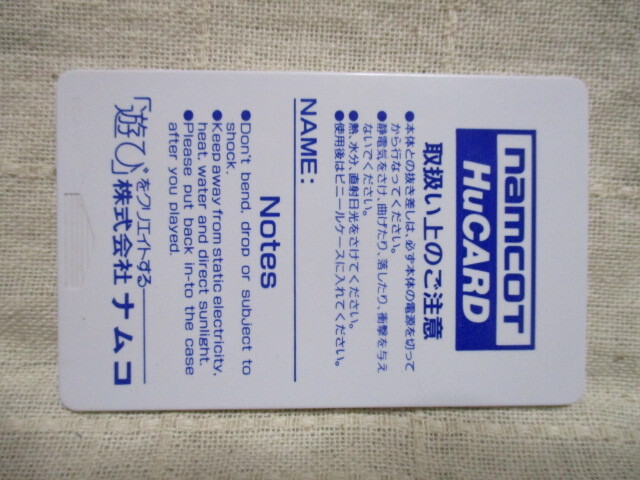 namcot
HuCARD
取扱い上のご注意
●本体との抜き差しは、必ず本体の電源を切って
から行なってください。
●静電気をさけ、曲げたり、落したり、衝撃を与え
ないでください。
●熱、水分、直射日光をさけてください。
●使用後はビニールケースに入れてください。
NAME:
Notes
●Don't bend, drop or subject to
shock.
●Keep away from static electricity,
heat, water and direct sunlight.
●Please put back in-to the case
after you played.
「遊び」をクリエイトする──株式会社ナムコ